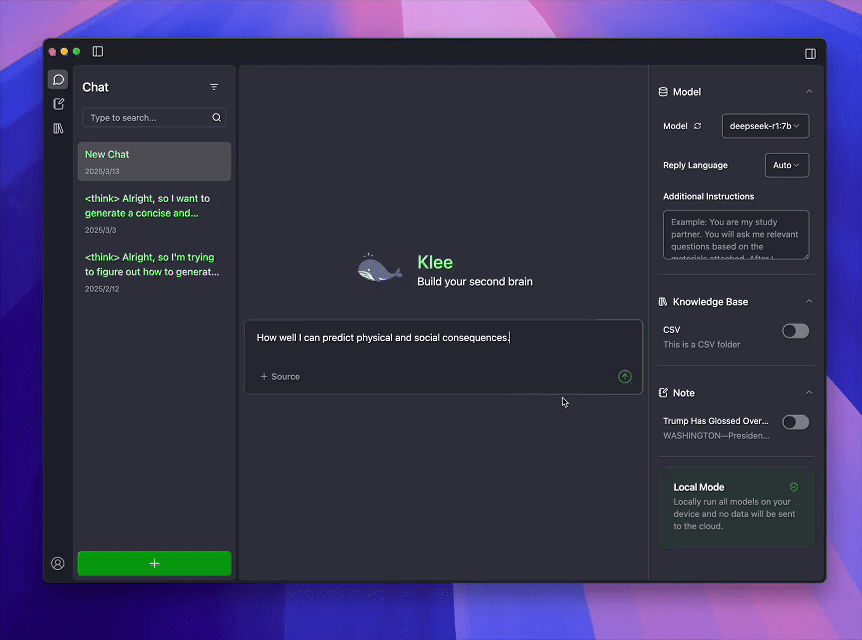 Chat
Type to search...
New Chat
2025/3/13
<think> Alright, so I want to
generate a concise and...
2025/3/3
<think> Alright, so I'm trying
to figure out how to generat...
2025/2/12
Klee
Build your second brain
How well I can predict physical and social consequences.
+ Source
Model
Model
deepseek-r1:7b
Reply Language
Auto
Additional Instructions
Example: You are my study
partner. You will ask me relevant
questions based on the
materials attached. After I
Knowledge Base
CSV
This is a CSV folder
Note
Trump Has Glossed Over...
WASHINGTON—Presiden...
Local Mode
Locally run all models on your
device and no data will be sent
to the cloud.